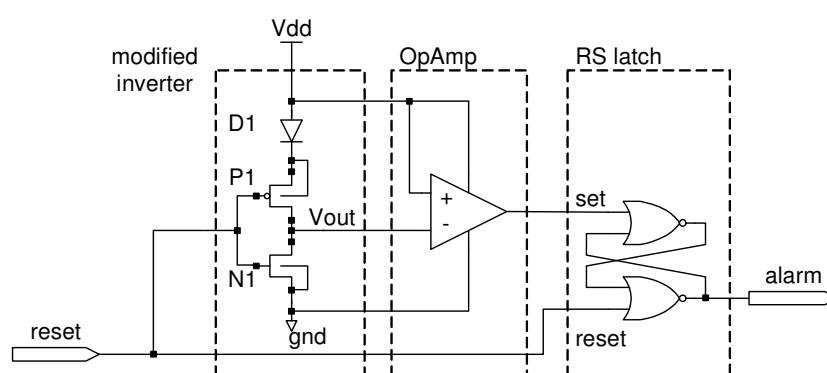 Vdd
modified
inverter
OpAmp
RS latch
D1
P1
+
-
Vout
set
N1
gnd
reset
reset
alarm